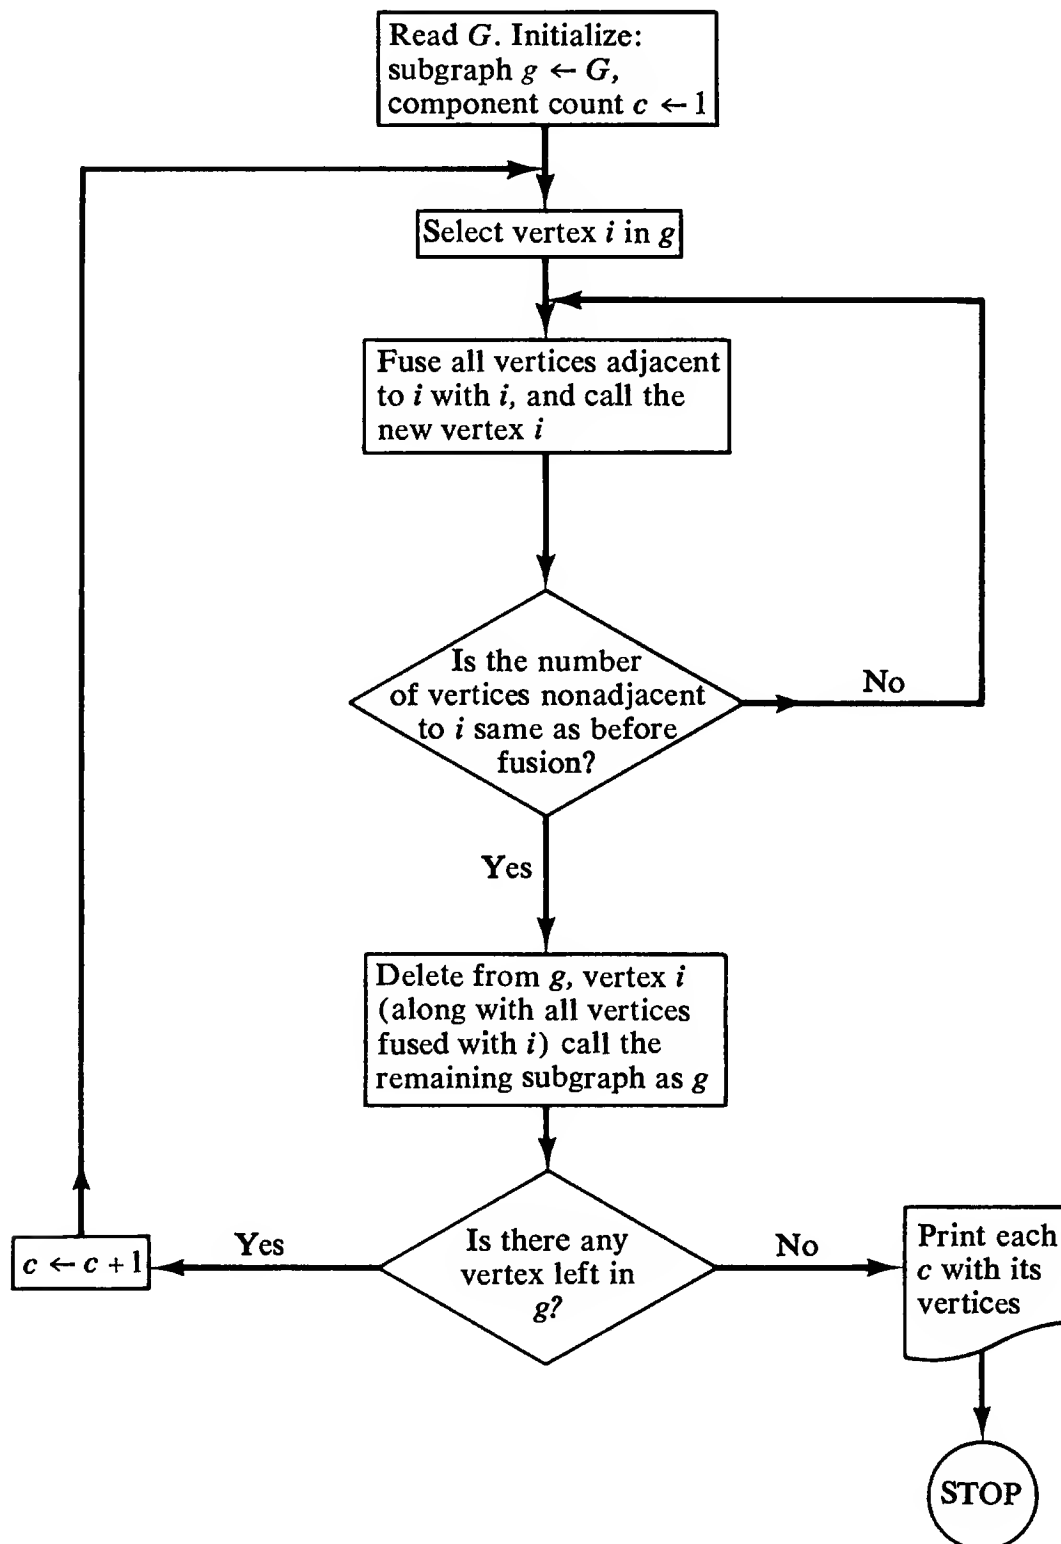 Read G. Initialize:
subgraph g ← G,
component count c ← 1
Select vertex i in g
Fuse all vertices adjacent
to i with i, and call the
new vertex i
Is the number
of vertices nonadjacent
to i same as before
fusion?
No
Yes
Delete from g, vertex i
(along with all vertices
fused with i) call the
remaining subgraph as g
Is there any
vertex left in
g?
Yes
c ← c + 1
No
Print each
c with its
vertices
STOP